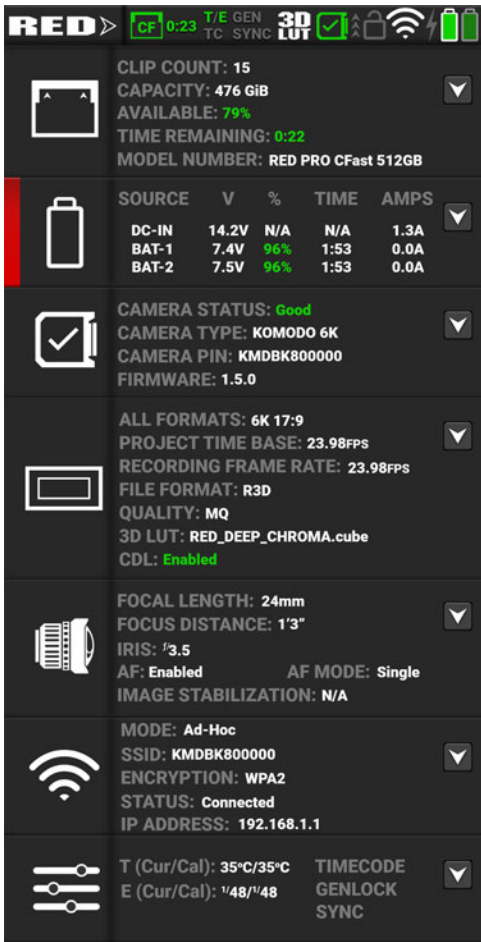 RED CF 0:23 T/E GEN 3D
TC SYNC LUT
CLIP COUNT: 15
CAPACITY: 476 GiB
AVAILABLE: 79%
TIME REMAINING: 0:22
MODEL NUMBER: RED PRO CFast 512GB
SOURCE V % TIME AMPS
DC-IN 14.2V N/A N/A 1.3A
BAT-1 7.4V 96% 1:53 0.0A
BAT-2 7.5V 96% 1:53 0.0A
CAMERA STATUS: Good
CAMERA TYPE: KOMODO 6K
CAMERA PIN: KMDBK800000
FIRMWARE: 1.5.0
ALL FORMATS: 6K 17:9
PROJECT TIME BASE: 23.98FPS
RECORDING FRAME RATE: 23.98FPS
FILE FORMAT: R3D
QUALITY: MQ
3D LUT: RED_DEEP_CHROMA.cube
CDL: Enabled
FOCAL LENGTH: 24mm
FOCUS DISTANCE: 1'3"
IRIS: f/3.5
AF: Enabled AF MODE: Single
IMAGE STABILIZATION: N/A
MODE: Ad-Hoc
SSID: KMDBK800000
ENCRYPTION: WPA2
STATUS: Connected
IP ADDRESS: 192.168.1.1
T (Cur/Cal): 35°C/35°C TIMECODE
E (Cur/Cal): 1/48/1/48 GENLOCK
SYNC